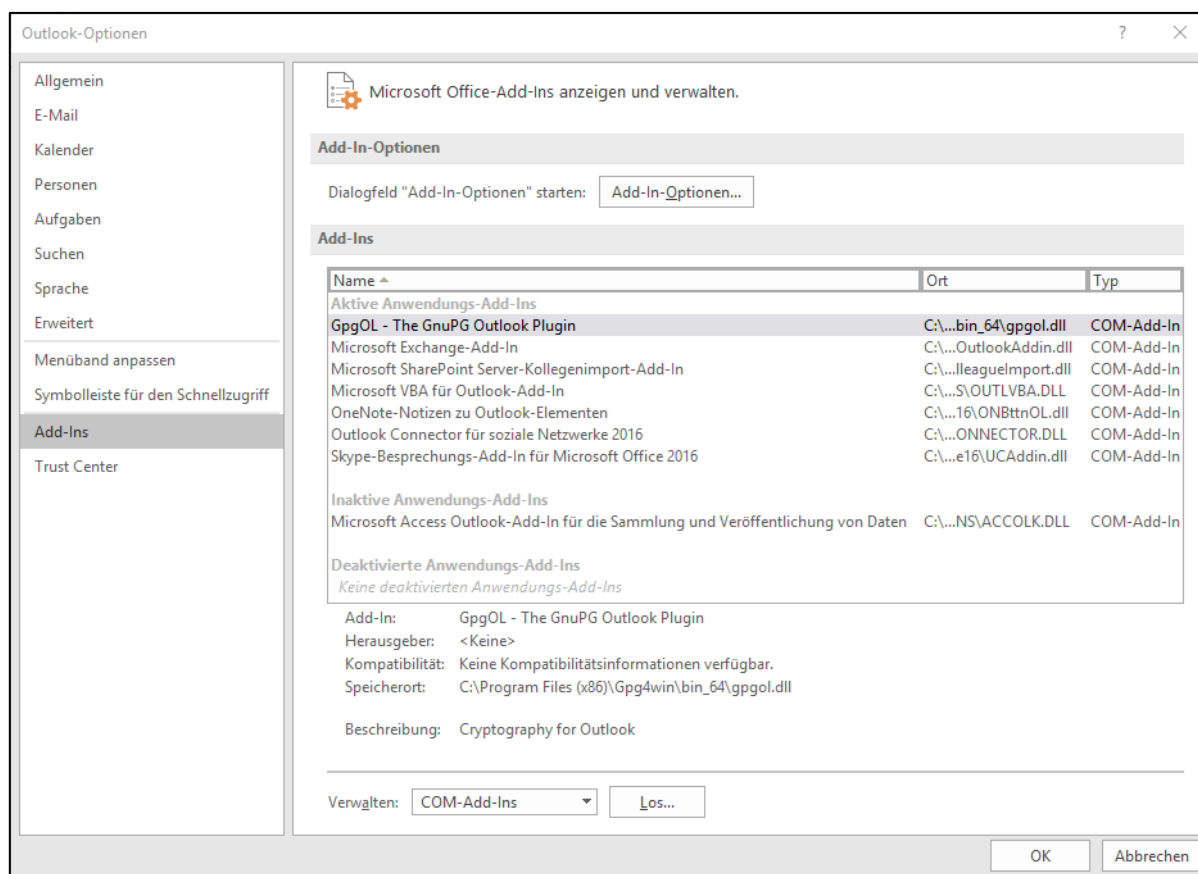 Outlook-Optionen ?
Allgemein
E-Mail
Kalender
Personen
Aufgaben
Suchen
Sprache
Erweitert
Menüband anpassen
Symbolleiste für den Schnellzugriff
Add-Ins
Trust Center
Microsoft Office-Add-Ins anzeigen und verwalten.
Add-In-Optionen
Dialogfeld "Add-In-Optionen" starten: Add-In-Optionen...
Add-Ins
Name Ort Typ
Aktive Anwendungs-Add-Ins
GpgOL - The GnuPG Outlook Plugin C:\...bin_64\gpgol.dll COM-Add-In
Microsoft Exchange-Add-In C:\...OutlookAddin.dll COM-Add-In
Microsoft SharePoint Server-Kollegenimport-Add-In C:\...lleagueImport.dll COM-Add-In
Microsoft VBA für Outlook-Add-In C:\...S\OUTLVBA.DLL COM-Add-In
OneNote-Notizen zu Outlook-Elementen C:\...16\ONBttnOL.dll COM-Add-In
Outlook Connector für soziale Netzwerke 2016 C:\...ONNECTOR.DLL COM-Add-In
Skype-Besprechungs-Add-In für Microsoft Office 2016 C:\...e16\UCAddin.dll COM-Add-In
Inaktive Anwendungs-Add-Ins
Microsoft Access Outlook-Add-In für die Sammlung und Veröffentlichung von Daten C:\...NS\ACCOLK.DLL COM-Add-In
Deaktivierte Anwendungs-Add-Ins
Keine deaktivierten Anwendungs-Add-Ins
Add-In: GpgOL - The GnuPG Outlook Plugin
Herausgeber: <Keine>
Kompatibilität: Keine Kompatibilitätsinformationen verfügbar.
Speicherort: C:\Program Files (x86)\Gpg4win\bin_64\gpgol.dll
Beschreibung: Cryptography for Outlook
Verwalten: COM-Add-Ins Los...
OK Abbrechen